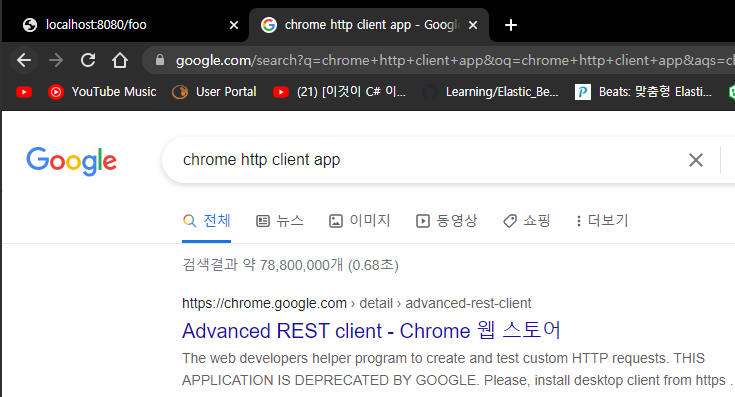 localhost:8080/foo
chrome http client app - Google
google.com/search?q=chrome+http+client+app&oq=chrome+http+client+app&aqs=c
YouTube Music User Portal (21) [이것이 C# 이... Learning/Elastic_Be... Beats: 맞춤형 Elasti...
Google chrome http client app
전체 뉴스 이미지 동영상 쇼핑 더보기
검색결과 약 78,800,000개 (0.68초)
https://chrome.google.com › detail › advanced-rest-client
Advanced REST client - Chrome 웹 스토어
The web developers helper program to create and test custom HTTP requests. THIS
APPLICATION IS DEPRECATED BY GOOGLE. Please, install desktop client from https ...